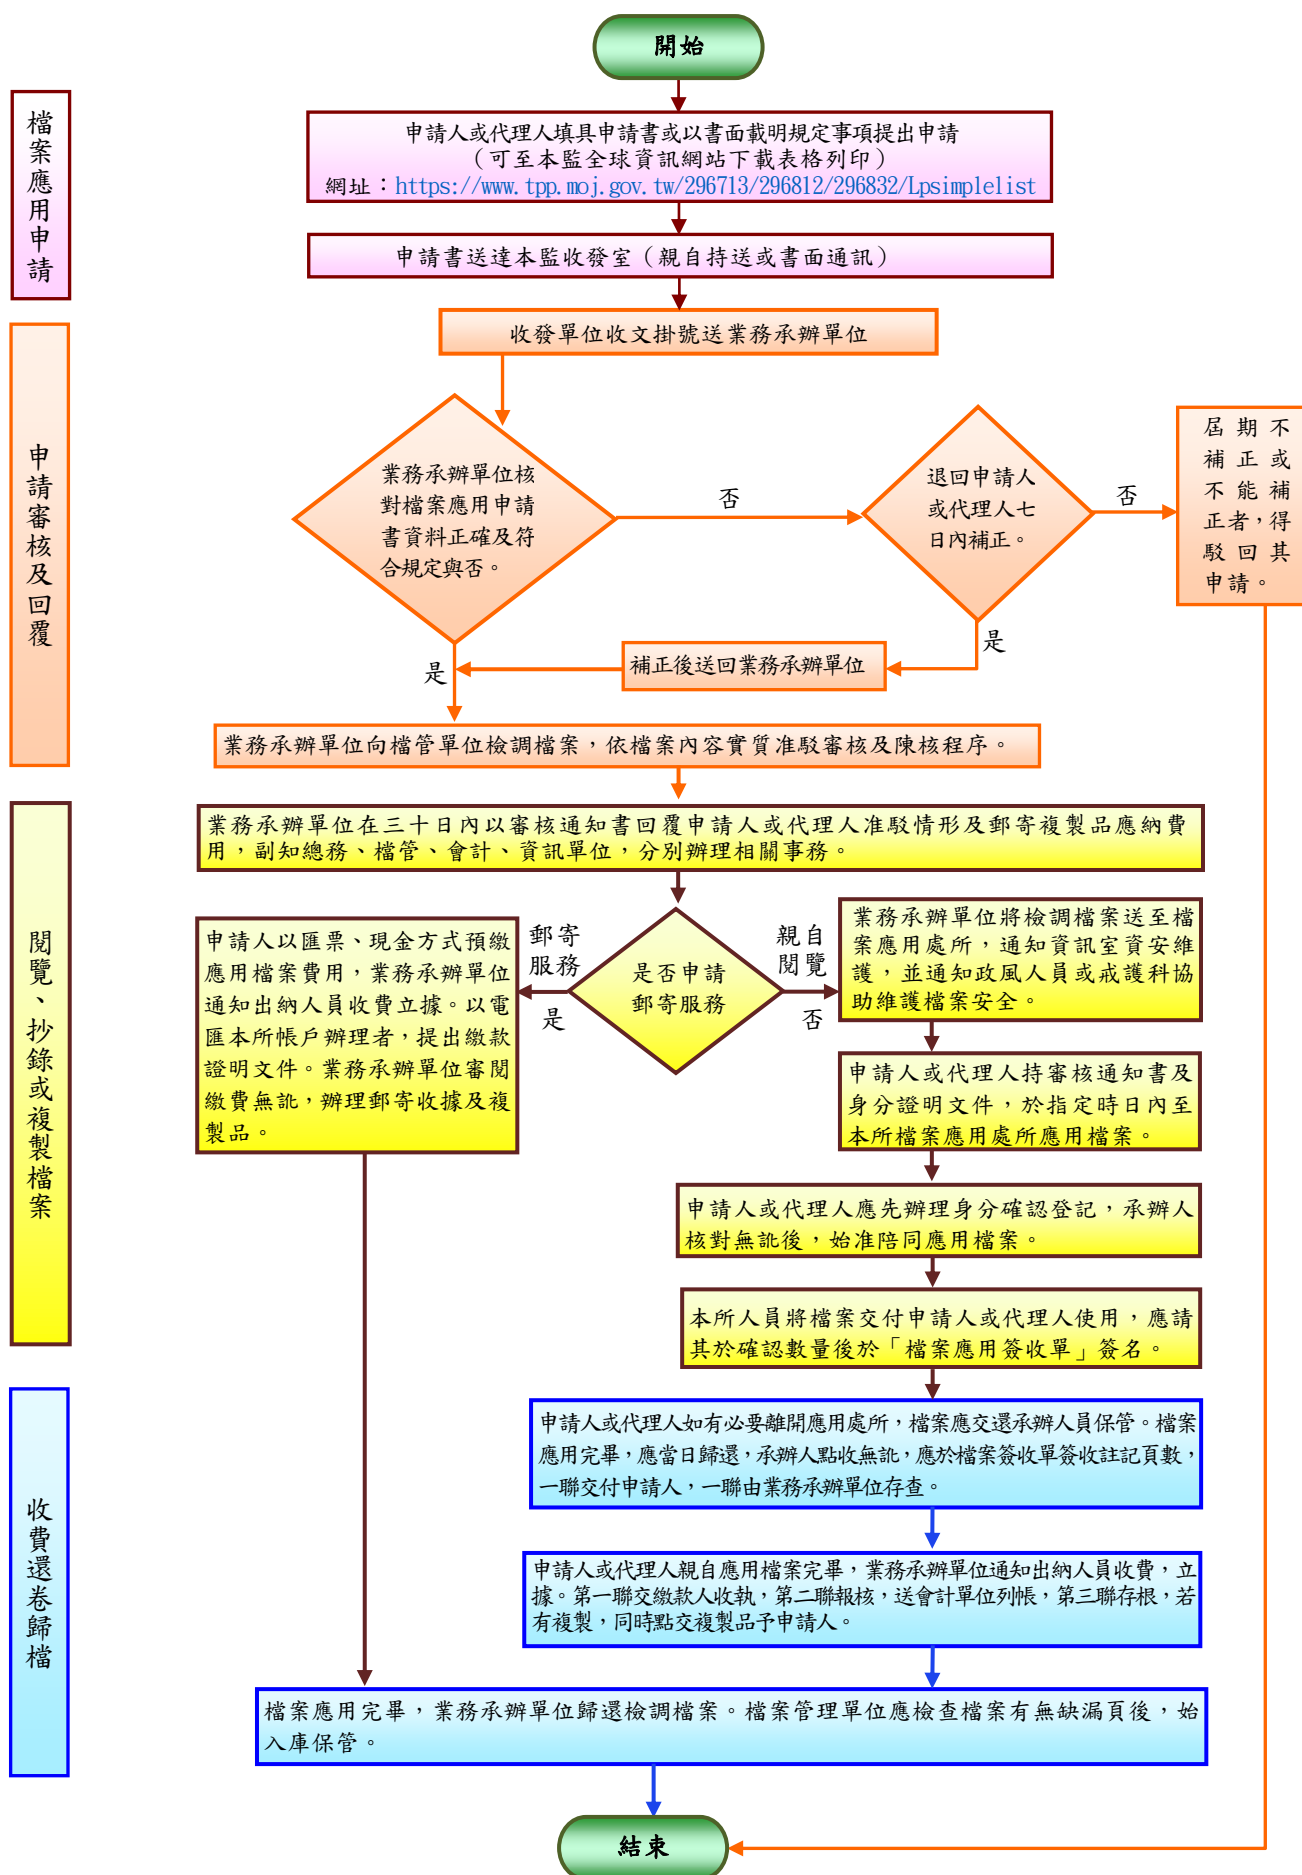 開始
檔案應用申請
申請人或代理人填具申請書或以書面載明規定事項提出申請
（可至本監全球資訊網站下載表格列印）
網址：https://www.tpp.moj.gov.tw/296713/296812/296832/Lpsimplelist
申請書送達本監收發室（親自持送或書面通訊）
申請審核及回覆
收發單位收文掛號送業務承辦單位
業務承辦單位核
對檔案應用申請
書資料正確及符
合規定與否。
否
退回申請人
或代理人七
日內補正。
否
屆期不
補正或
不能補
正者，得
駁回其
申請。
是
補正後送回業務承辦單位
是
業務承辦單位向檔管單位檢調檔案，依檔案內容實質准駁審核及陳核程序。
閱覽、抄錄或複製檔案
業務承辦單位在三十日內以審核通知書回覆申請人或代理人准駁情形及郵寄複製品應納費
用，副知總務、檔管、會計、資訊單位，分別辦理相關事務。
是否申請
郵寄服務
郵寄
服務
是
申請人以匯票、現金方式預繳
應用檔案費用，業務承辦單位
通知出納人員收費立據。以電
匯本所帳戶辦理者，提出繳款
證明文件。業務承辦單位審閱
繳費無訛，辦理郵寄收據及複
製品。
親自
閱覽
否
業務承辦單位將檢調檔案送至檔
案應用處所，通知資訊室資安維
護，並通知政風人員或戒護科協
助維護檔案安全。
申請人或代理人持審核通知書及
身分證明文件，於指定時日內至
本所檔案應用處所應用檔案。
申請人或代理人應先辦理身分確認登記，承辦人
核對無訛後，始准陪同應用檔案。
本所人員將檔案交付申請人或代理人使用，應請
其於確認數量後於「檔案應用簽收單」簽名。
收費還卷歸檔
申請人或代理人如有必要離開應用處所，檔案應交還承辦人員保管。檔案
應用完畢，應當日歸還，承辦人點收無訛，應於檔案簽收單簽收註記頁數，
一聯交付申請人，一聯由業務承辦單位存查。
申請人或代理人親自應用檔案完畢，業務承辦單位通知出納人員收費，立
據。第一聯交繳款人收執，第二聯報核，送會計單位列帳，第三聯存根，若
有複製，同時點交複製品予申請人。
檔案應用完畢，業務承辦單位歸還檢調檔案。檔案管理單位應檢查檔案有無缺漏頁後，始
入庫保管。
結束